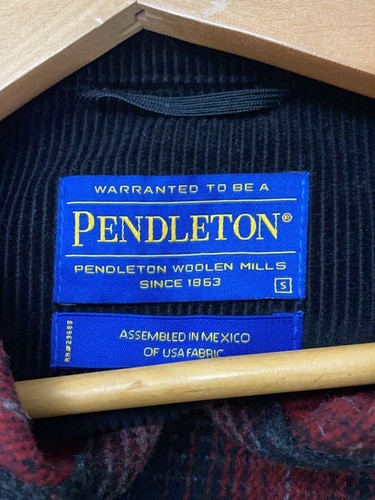 WARRANTED TO BE A
PENDLETON®
PENDLETON WOOLEN MILLS
SINCE 1863
S
ASSEMBLED IN MEXICO
OF USA FABRIC